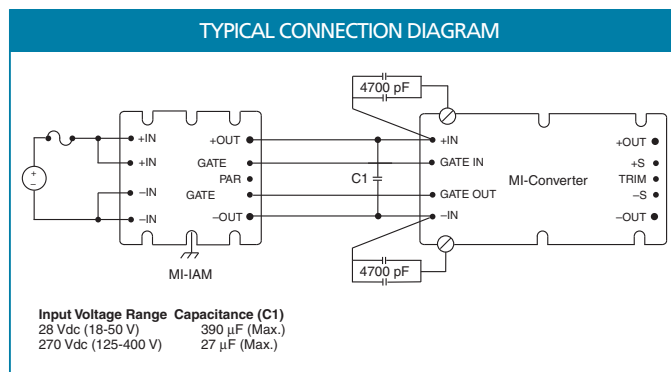 TYPICAL CONNECTION DIAGRAM
4700 pF
+IN
+IN
−IN
−IN
+OUT
GATE
PAR
GATE
−OUT
MI-IAM
C1
+IN
GATE IN
GATE OUT
−IN
MI-Converter
+OUT
+S
TRIM
−S
−OUT
4700 pF
Input Voltage Range Capacitance (C1)
28 Vdc (18-50 V) 390 µF (Max.)
270 Vdc (125-400 V) 27 µF (Max.)